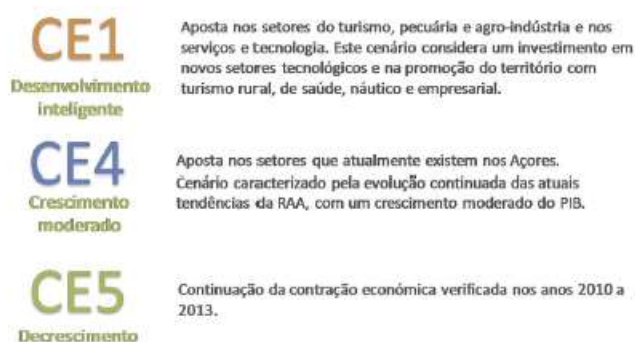 CE1
Desenvolvimento
inteligente
Aposta nos setores do turismo, pecuária e agro-indústria e nos
serviços e tecnologia. Este cenário considera um investimento em
novos setores tecnológicos e na promoção do território com
turismo rural, de saúde, náutico e empresarial.
CE4
Crescimento
moderado
Aposta nos setores que atualmente existem nos Açores.
Cenário caracterizado pela evolução continuada das atuais
tendências da RAA, com um crescimento moderado do PIB.
CE5
Decrescimento
Continuação da contração económica verificada nos anos 2010 a
2013.